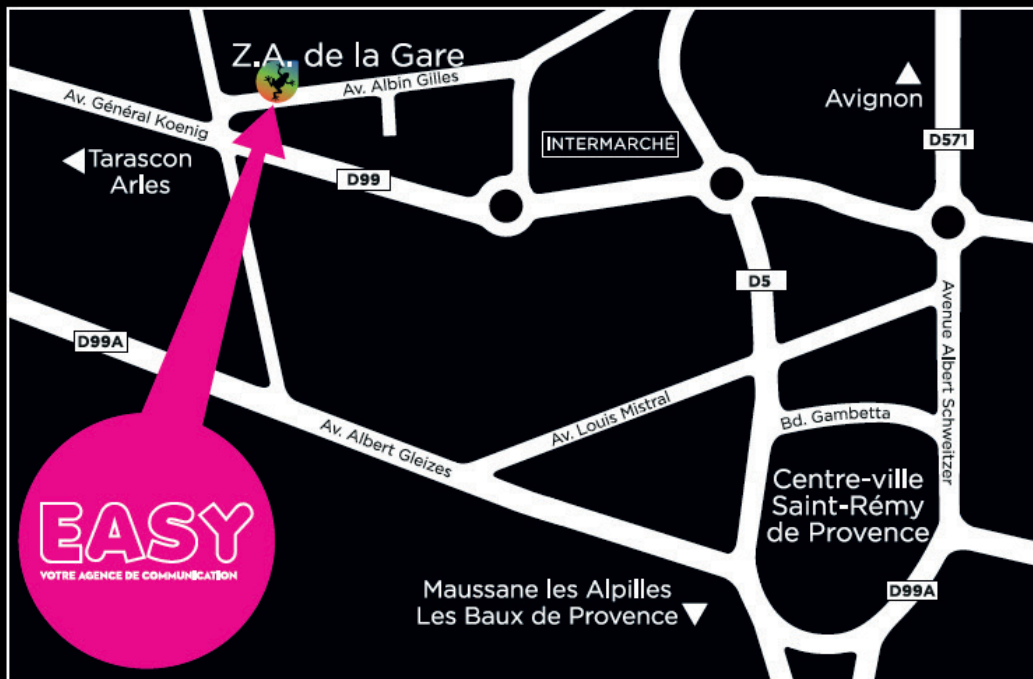 Z.A. de la Gare
Av. Albin Gilles
Av. Général Koenig
Avignon
INTERMARCHÉ
D571
Tarascon
Arles
D99
D5
D99A
Avenue Albert Schweitzer
Av. Louis Mistral
Bd. Gambetta
Av. Albert Gleizes
Centre-ville
Saint-Rémy
de Provence
EASY
VOTRE AGENCE DE COMMUNICATION
Maussane les Alpilles
Les Baux de Provence
D99A